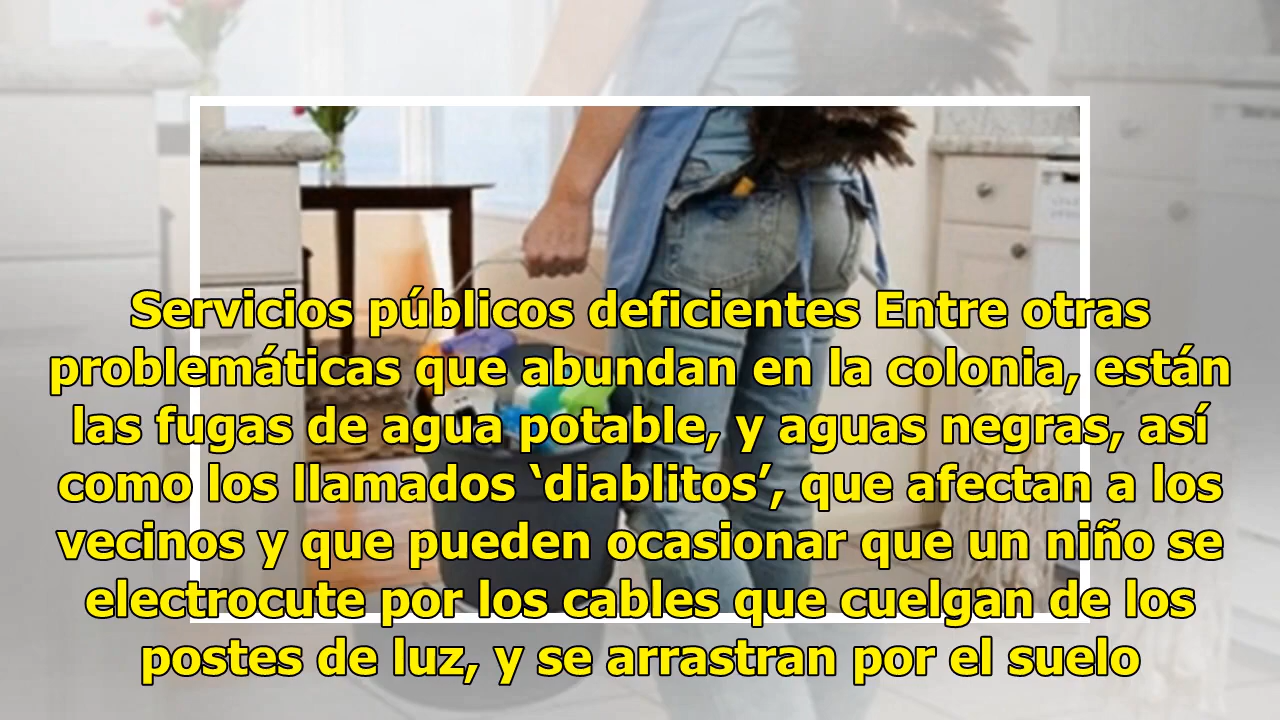 Servicios públicos deficientes Entre otras
problemáticas que abundan en la colonia, están
las fugas de agua potable, y aguas negras, así
como los llamados ‘diablitos’, que afectan a los
vecinos y que pueden ocasionar que un niño se
electrocute por los cables que cuelgan de los
postes de luz, y se arrastran por el suelo